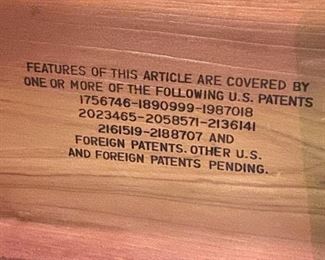 FEATURES OF THIS ARTICLE ARE COVERED BY
ONE OR MORE OF THE FOLLOWING U.S. PATENTS
1756746-1890999-1987018
2023465-2058571-2136141
2161519-2188707 AND
FOREIGN PATENTS. OTHER U.S.
AND FOREIGN PATENTS PENDING.